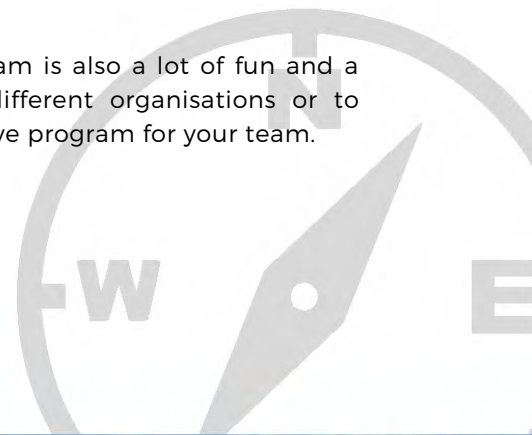 am is also a lot of fun and a
different organisations or to
ve program for your team.
N
W
E